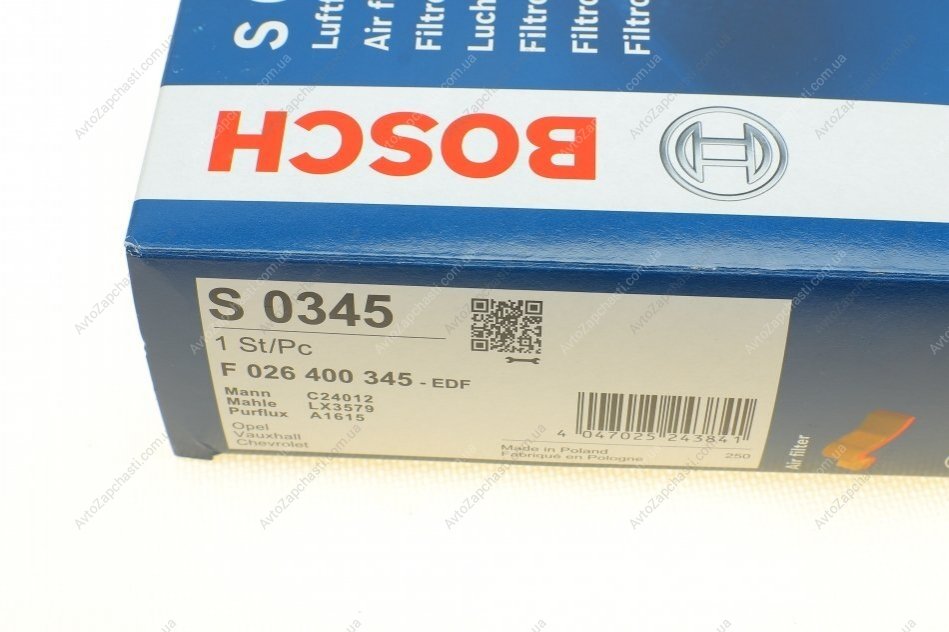 S
Luft
Air f
Filtro
Luch
Filtro
Filtro
Filtro
BOSCH
S 0345
1 St/Pc
F 026 400 345 - EDF
Mann C24012
Mahle LX3579
Purflux A1615
Opel
Vauxhall
Chevrolet
4 047025 243841
Made in Poland
Fabriqué en Pologne
250
Air filter
AvtoZapchasti.com.ua